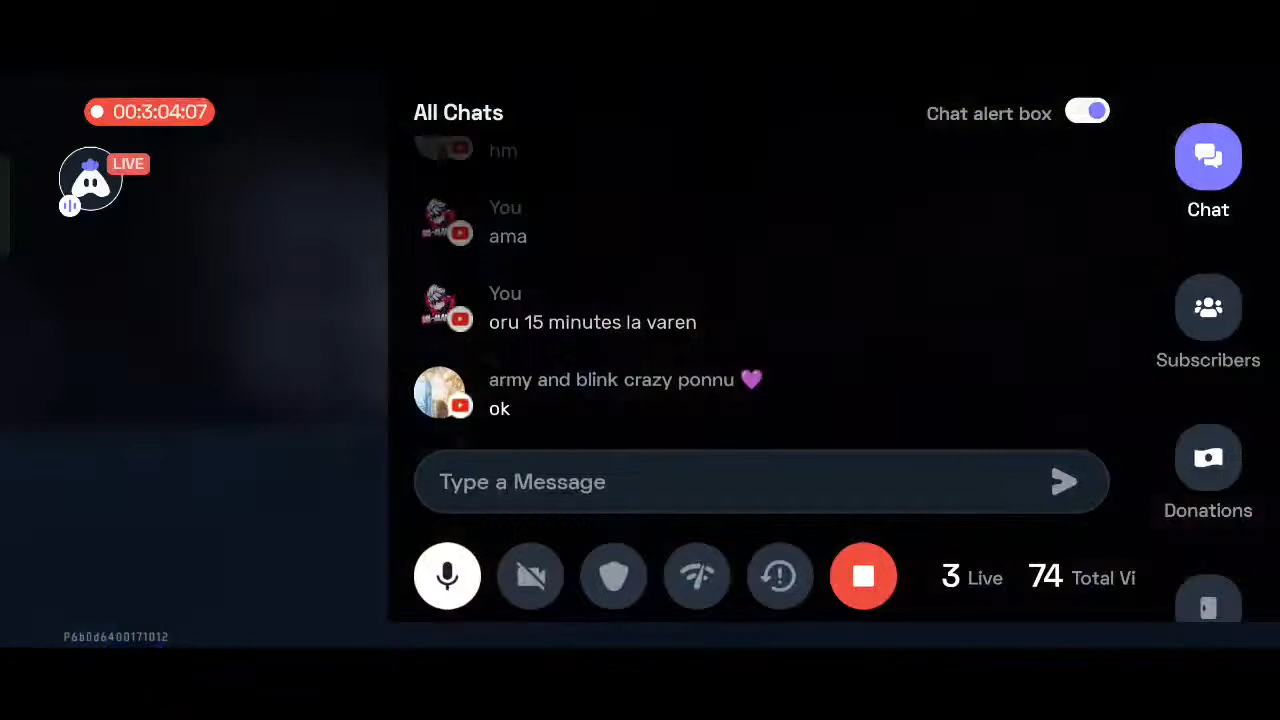 00:3:04:07
LIVE
All Chats
Chat alert box
hm
You
ama
You
oru 15 minutes la varen
army and blink crazy ponnu 💜
ok
Type a Message
3 Live 74 Total Vi
Chat
Subscribers
Donations
P6b0d6400171012